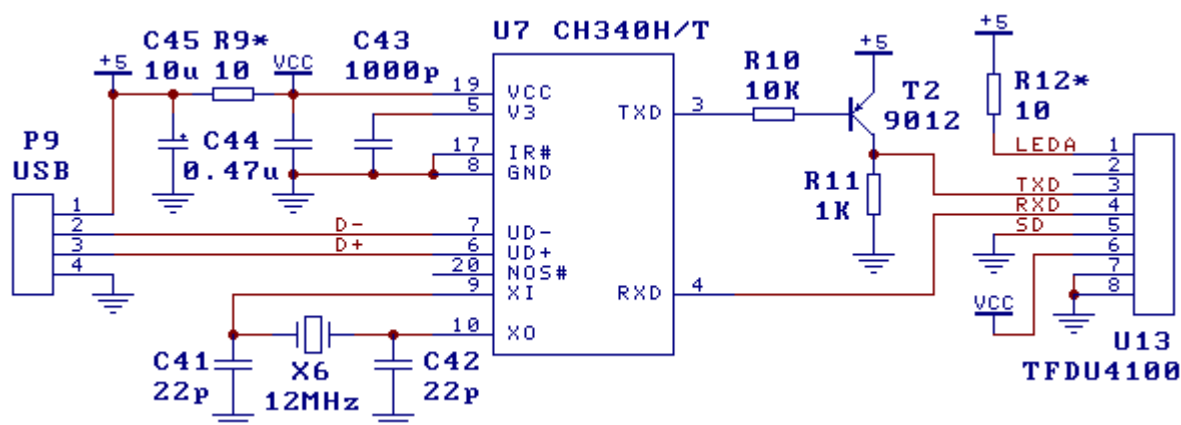 U7 CH340H/T
C45 R9* C43
+5 10u 10 VCC 1000p
P9
USB
C44
0.47u
1
2
3
4
D-
D+
19 VCC
5 V3
17 IR#
8 GND
7 UD-
6 UD+
20 NOS#
9 XI
10 XO
TXD 3
RXD 4
C41
22p
X6
12MHz
C42
22p
R10
10K
+5
T2
9012
R11
1K
+5
R12*
10
LEDA 1
2
TXD 3
RXD 4
SD 5
6
7
8
VCC
U13
TFDU4100